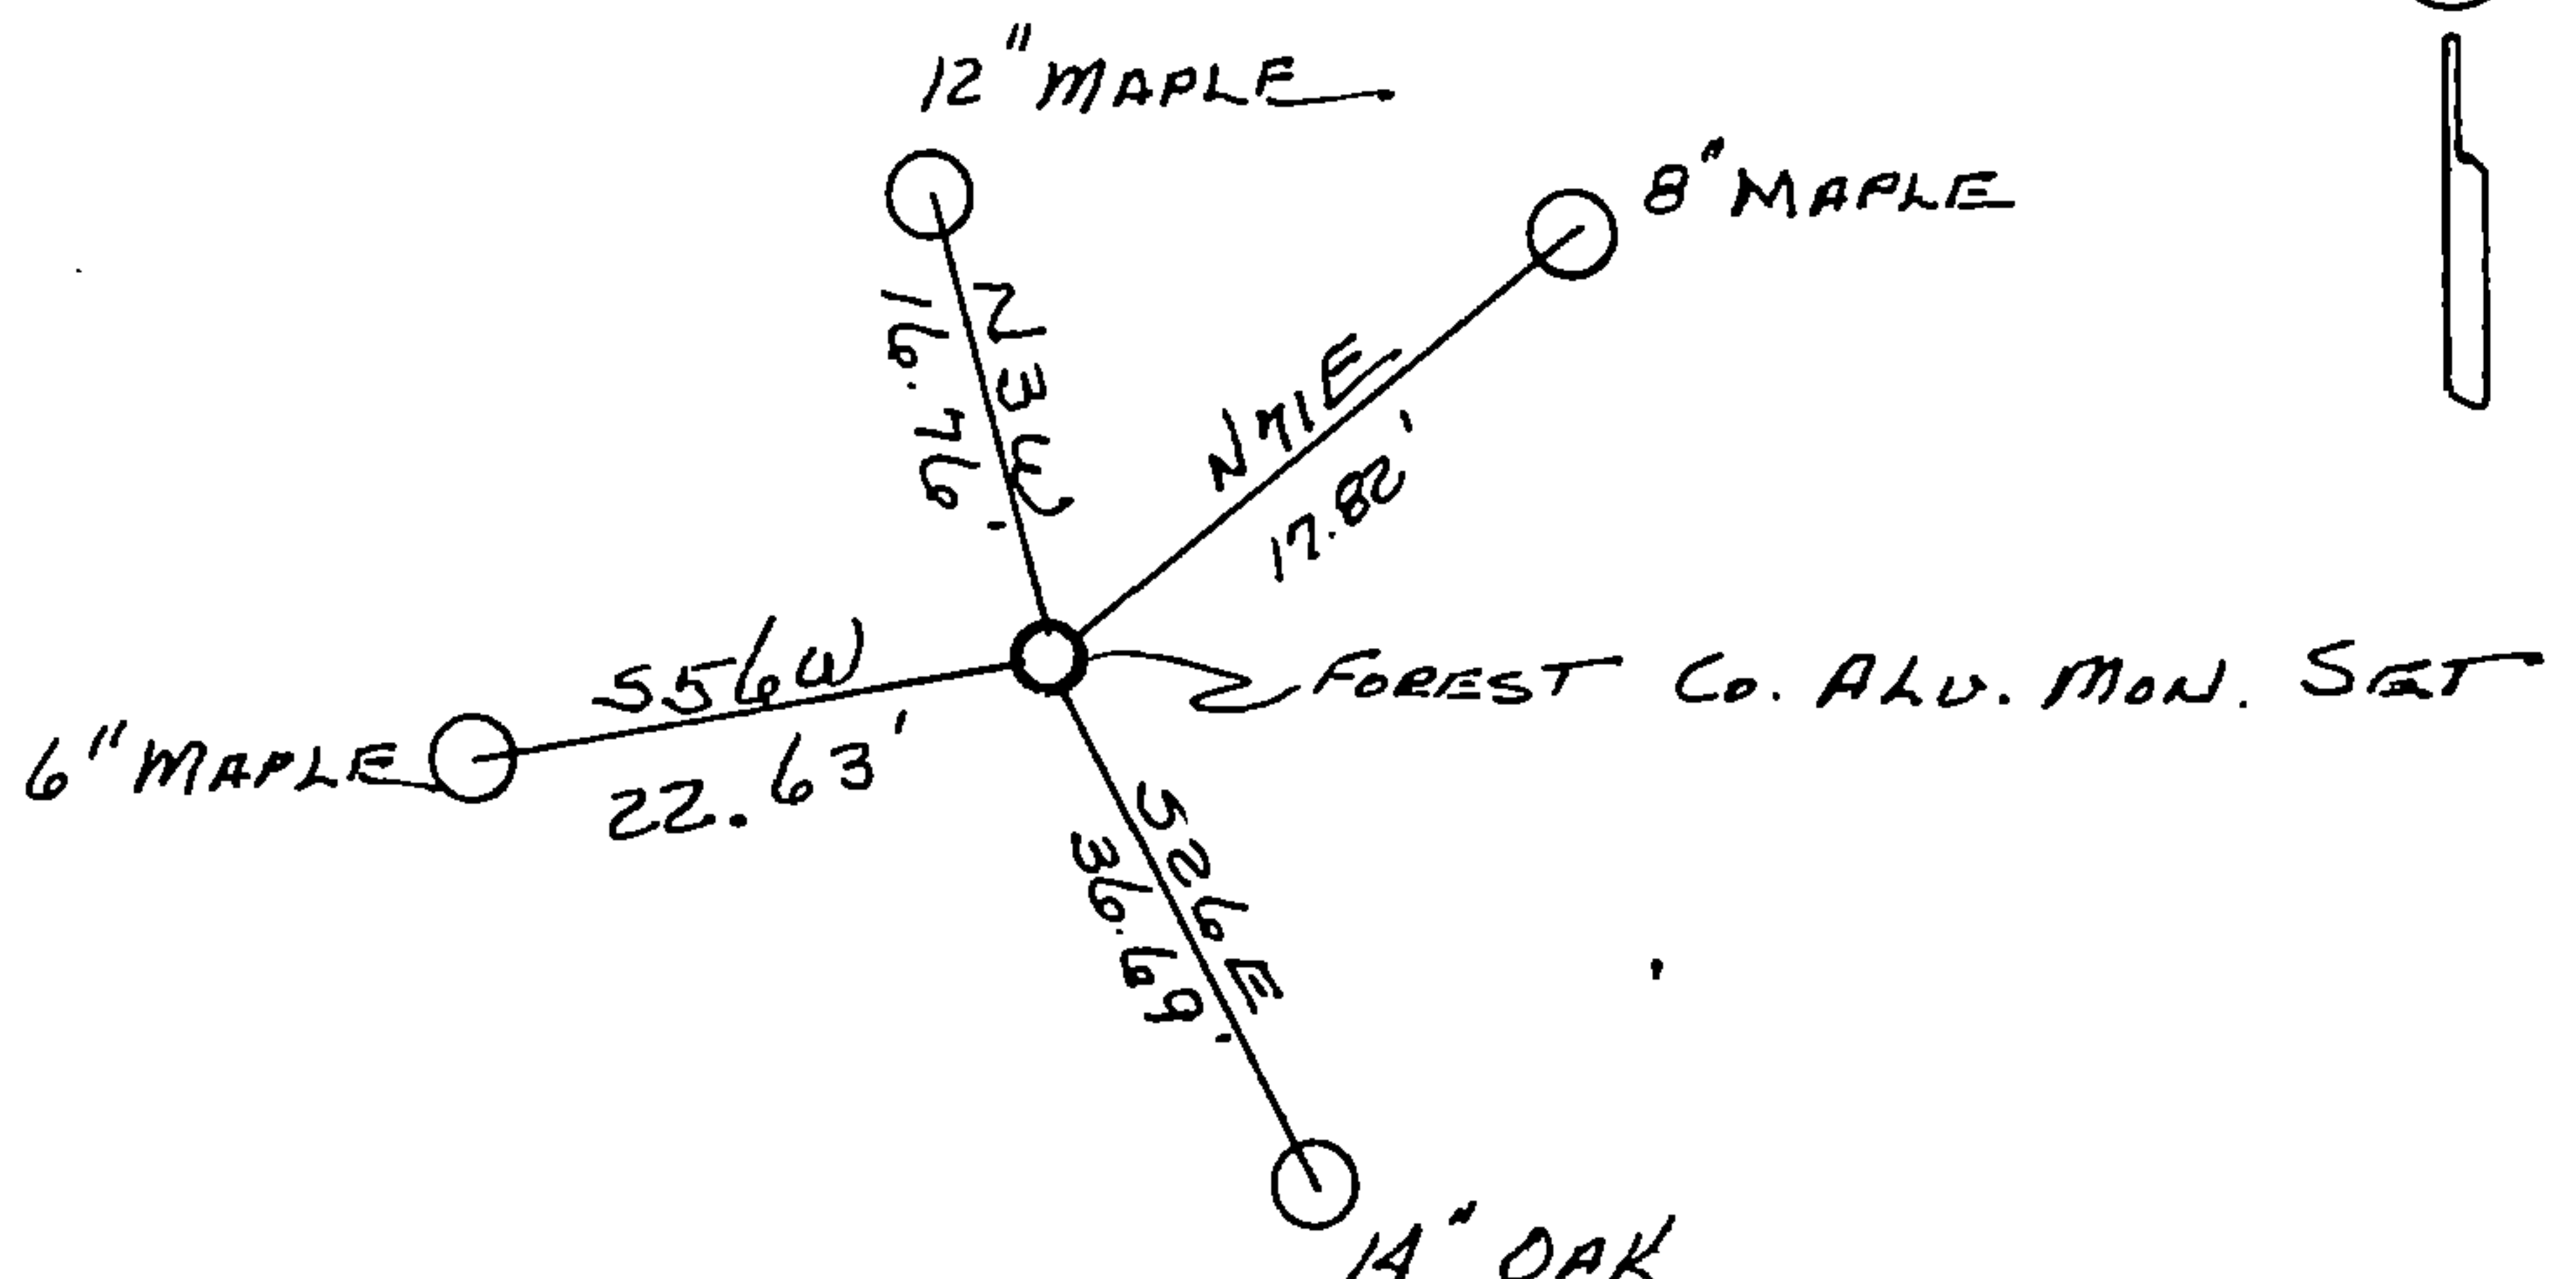 12" MAPLE
8" MAPLE
N 3 W
16.76'
N71E
17.82'
S56W
22.63'
6" MAPLE
FOREST CO. ALU. MON. SET
S26E
36.69'
14" OAK